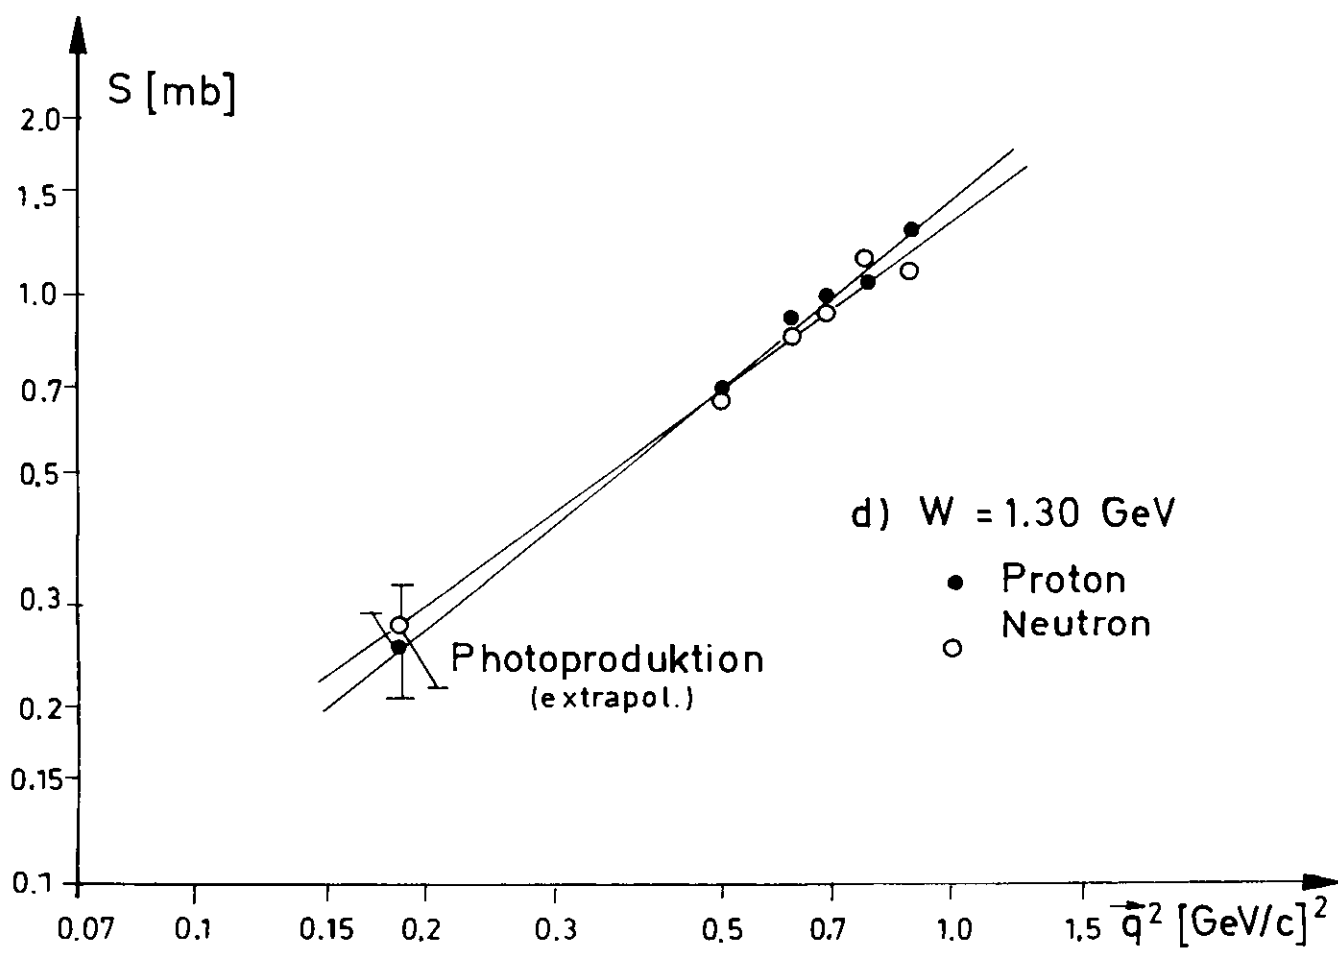 S [mb]
2.0
1.5
1.0
0.7
0.5
0.3
0.2
0.15
0.1
d) W = 1.30 GeV
● Proton
Neutron
○
Photoproduktion
(extrapol.)
0.07 0.1 0.15 0.2 0.3 0.5 0.7 1.0 1.5 q⃗² [GeV/c]²